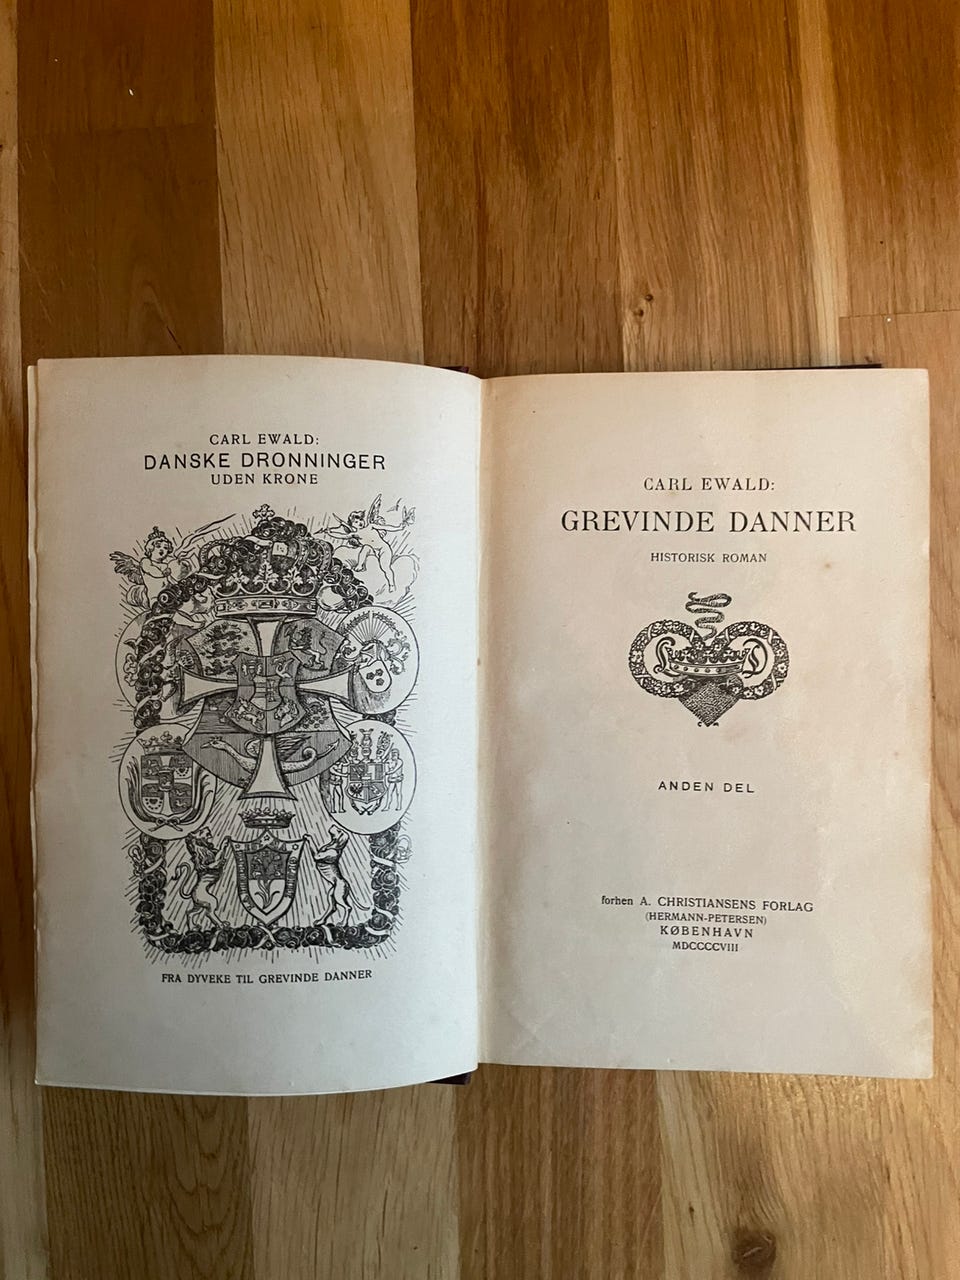 CARL EWALD:
DANSKE DRONNINGER
UDEN KRONE
FRA DYVEKE TIL GREVINDE DANNER
CARL EWALD:
GREVINDE DANNER
HISTORISK ROMAN
L D
ANDEN DEL
forhen A. CHRISTIANSENS FORLAG
(HERMANN-PETERSEN)
KØBENHAVN
MDCCCCVIII